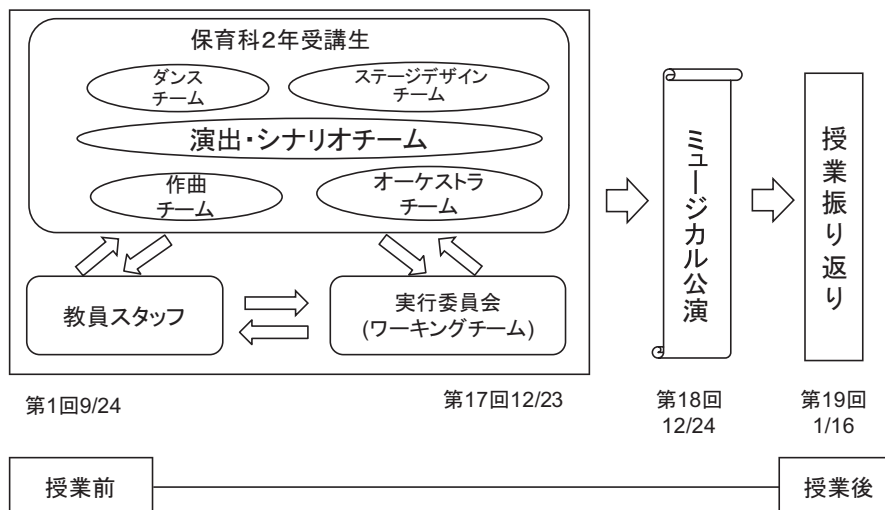 保育科2年受講生
ダンス
チーム
ステージデザイン
チーム
演出・シナリオチーム
作曲
チーム
オーケストラ
チーム
教員スタッフ
実行委員会
(ワーキングチーム)
ミュージカル公演
授業振り返り
第1回9/24
第17回12/23
第18回
12/24
第19回
1/16
授業前
授業後